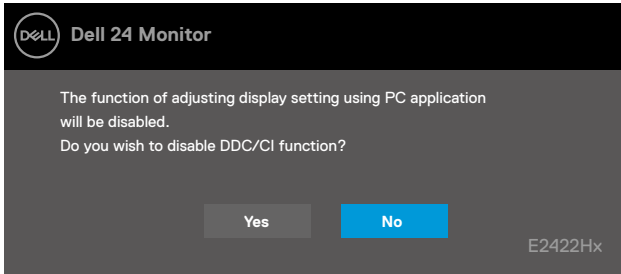 DELL Dell 24 Monitor
The function of adjusting display setting using PC application
will be disabled.
Do you wish to disable DDC/CI function?
Yes No
E2422Hx